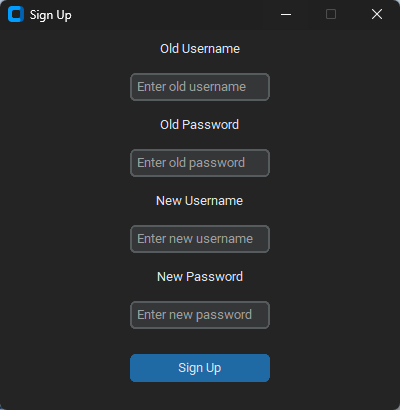 Sign Up
Old Username
Enter old username
Old Password
Enter old password
New Username
Enter new username
New Password
Enter new password
Sign Up